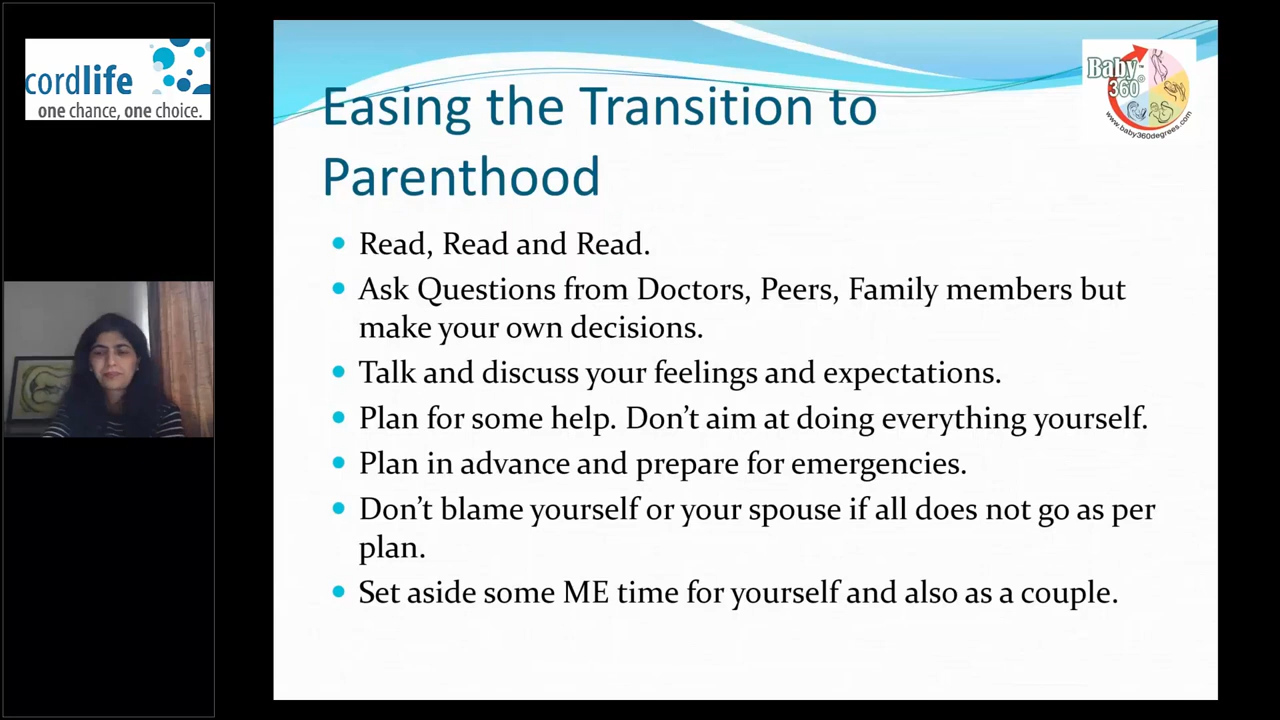 cordlife
one chance, one choice.
Baby
360°
www.baby360degrees.com
Easing the Transition to
Parenthood
Read, Read and Read.
Ask Questions from Doctors, Peers, Family members but
make your own decisions.
Talk and discuss your feelings and expectations.
Plan for some help. Don’t aim at doing everything yourself.
Plan in advance and prepare for emergencies.
Don’t blame yourself or your spouse if all does not go as per
plan.
Set aside some ME time for yourself and also as a couple.